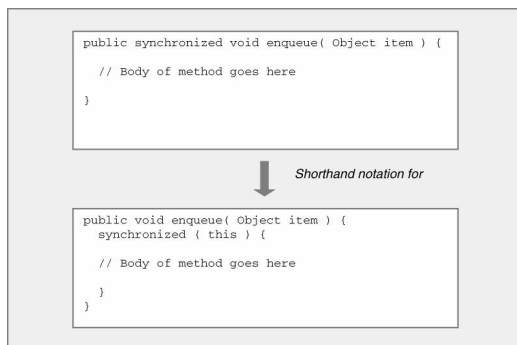 public synchronized void enqueue( Object item ) {
// Body of method goes here
}
Shorthand notation for
public void enqueue( Object item ) {
synchronized ( this ) {
// Body of method goes here
}
}